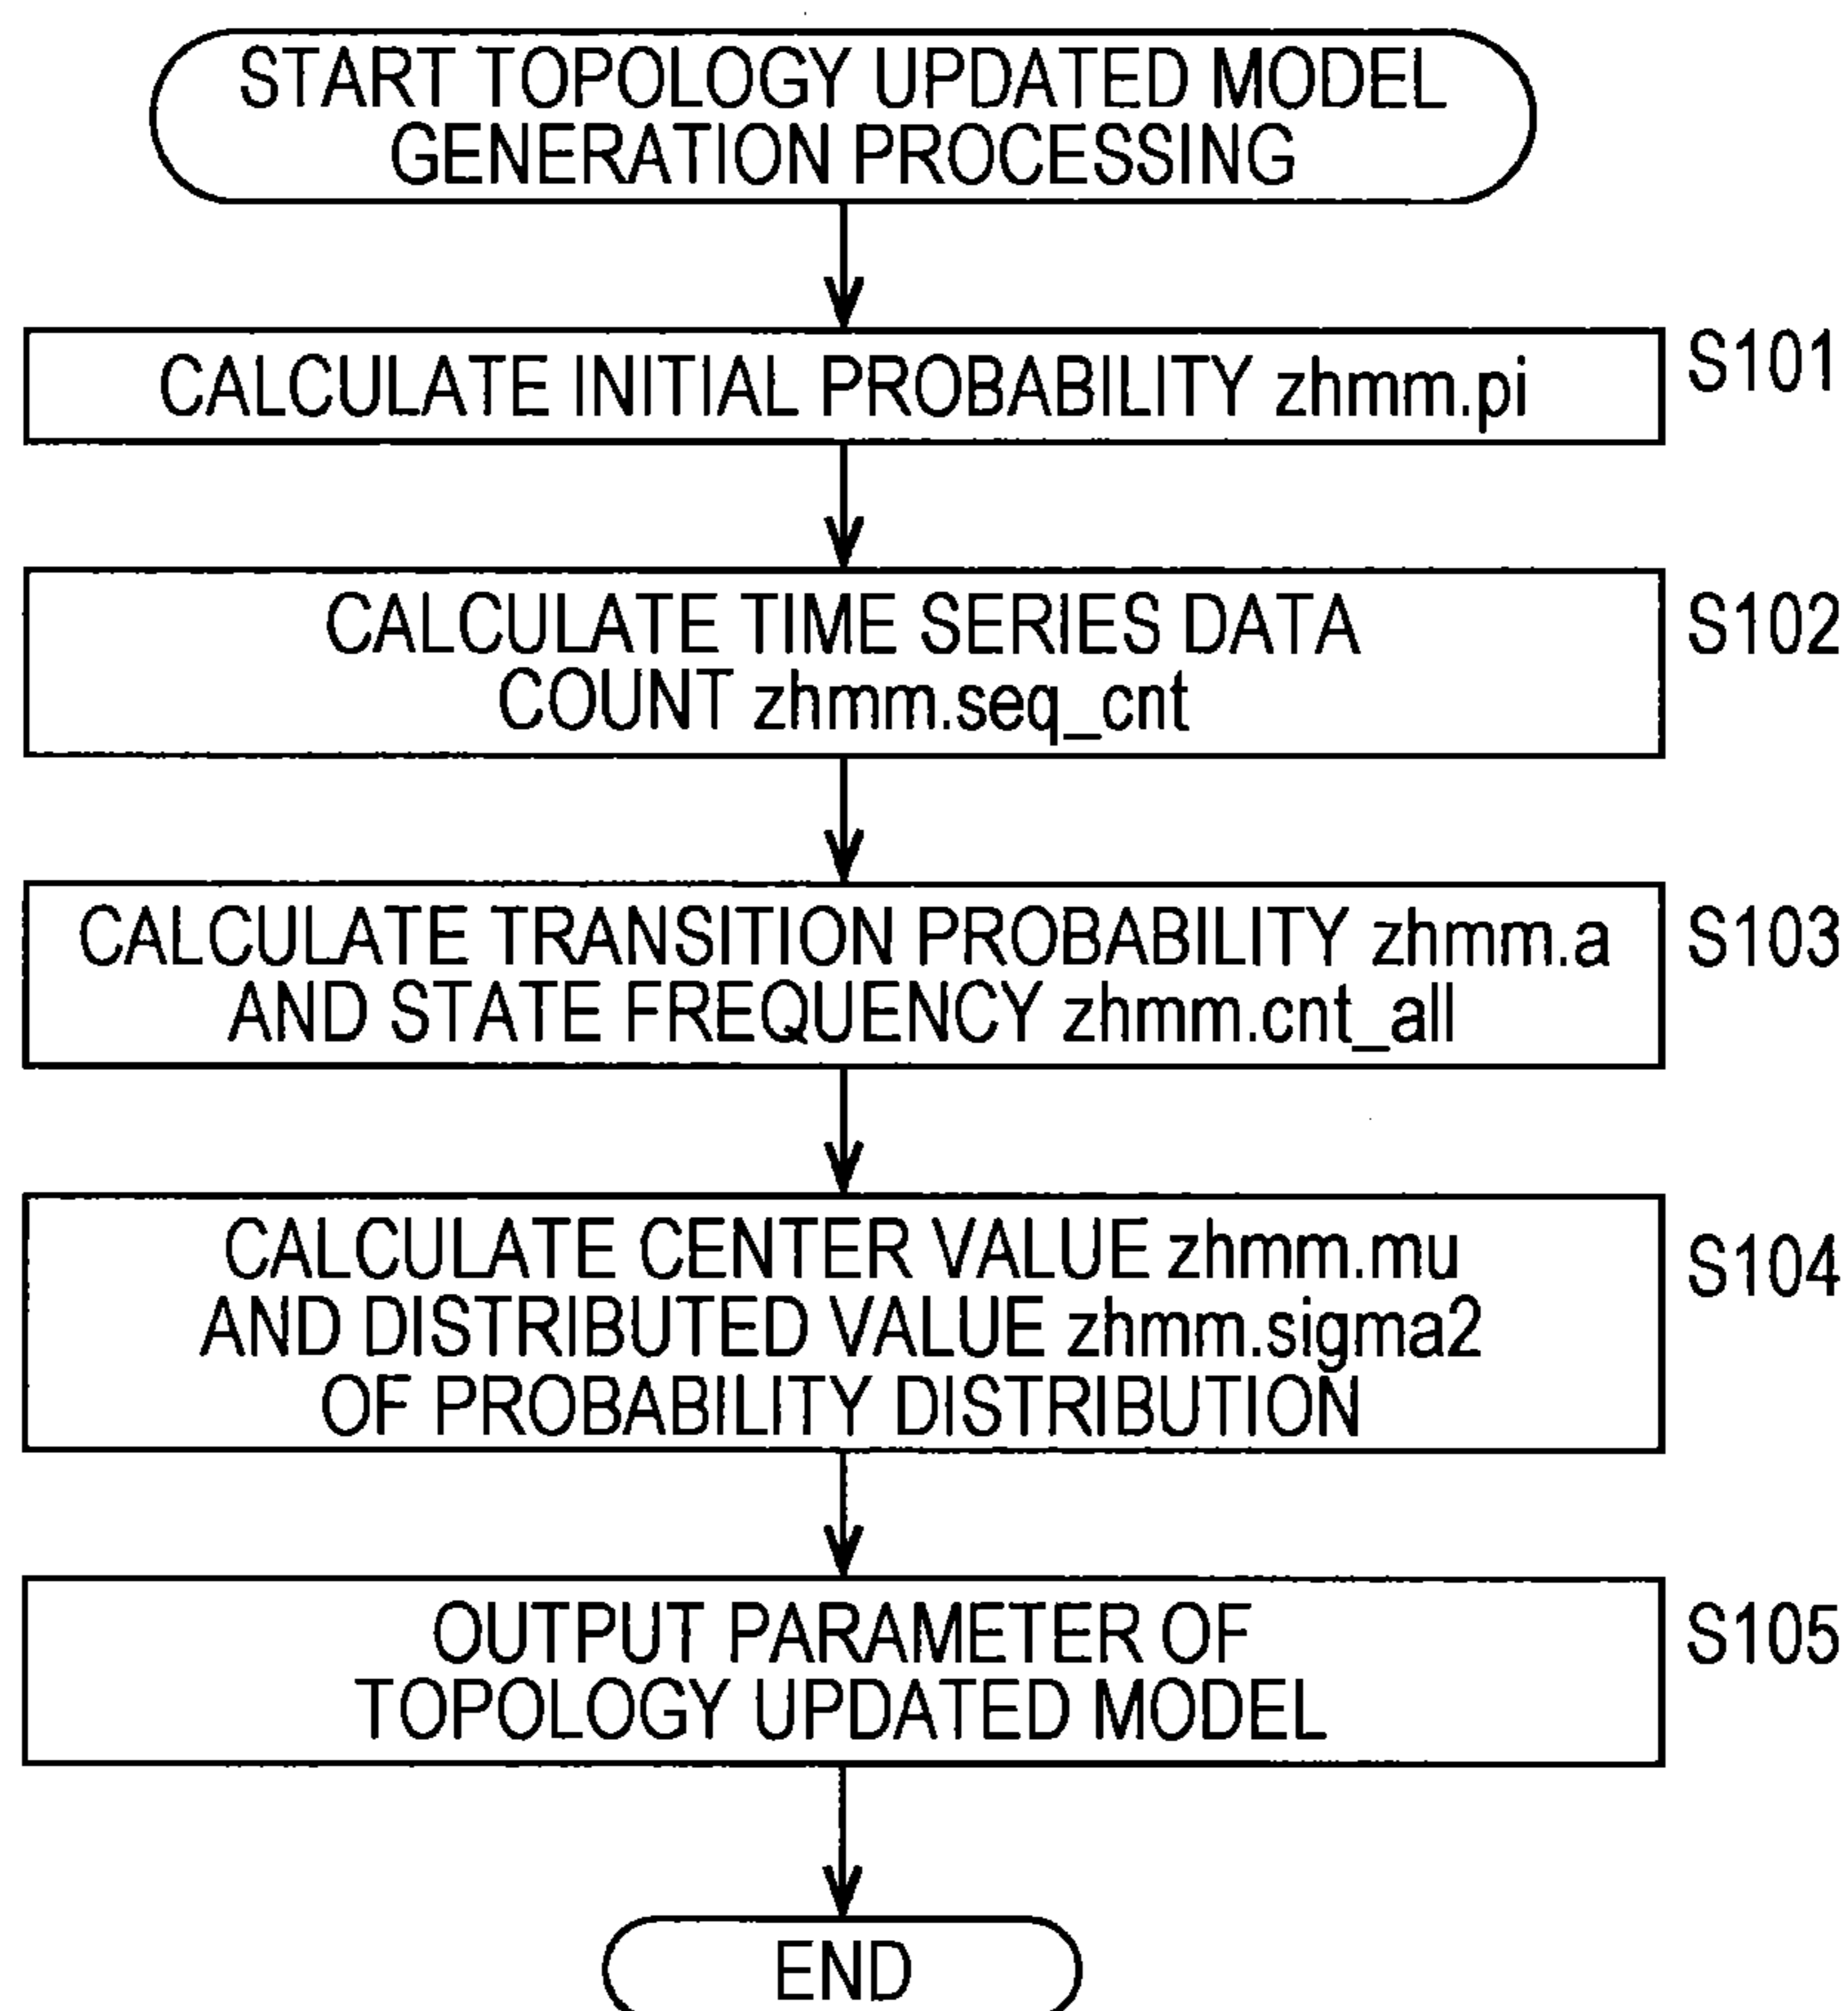 START TOPOLOGY UPDATED MODEL
GENERATION PROCESSING
CALCULATE INITIAL PROBABILITY zhmm.pi
S101
CALCULATE TIME SERIES DATA
COUNT zhmm.seq_cnt
S102
CALCULATE TRANSITION PROBABILITY zhmm.a
AND STATE FREQUENCY zhmm.cnt_all
S103
CALCULATE CENTER VALUE zhmm.mu
AND DISTRIBUTED VALUE zhmm.sigma2
OF PROBABILITY DISTRIBUTION
S104
OUTPUT PARAMETER OF
TOPOLOGY UPDATED MODEL
S105
END